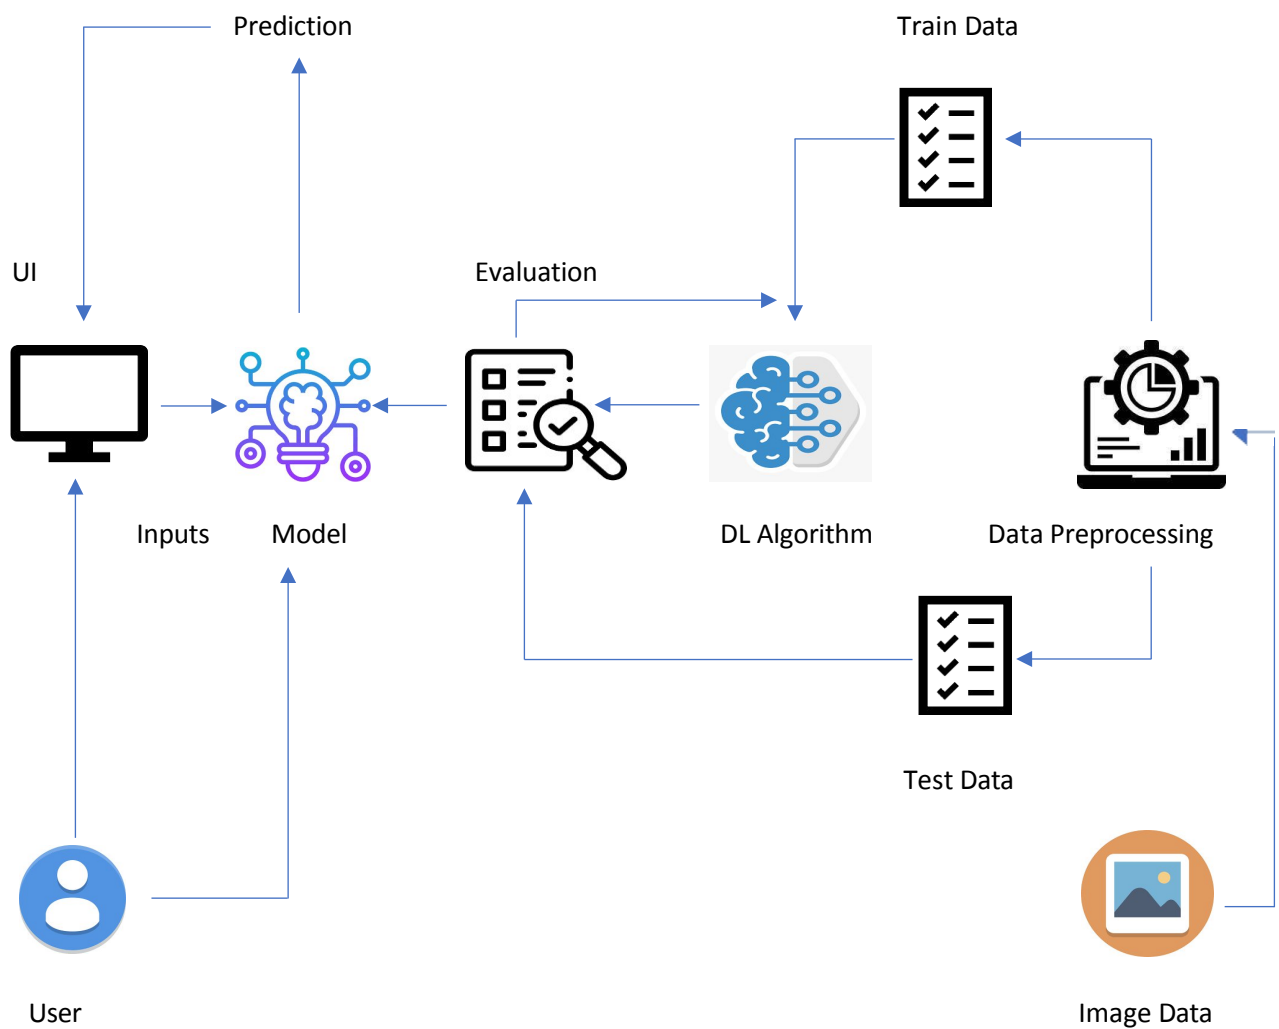 Prediction
Train Data
UI
Evaluation
Inputs
Model
DL Algorithm
Data Preprocessing
Test Data
User
Image Data